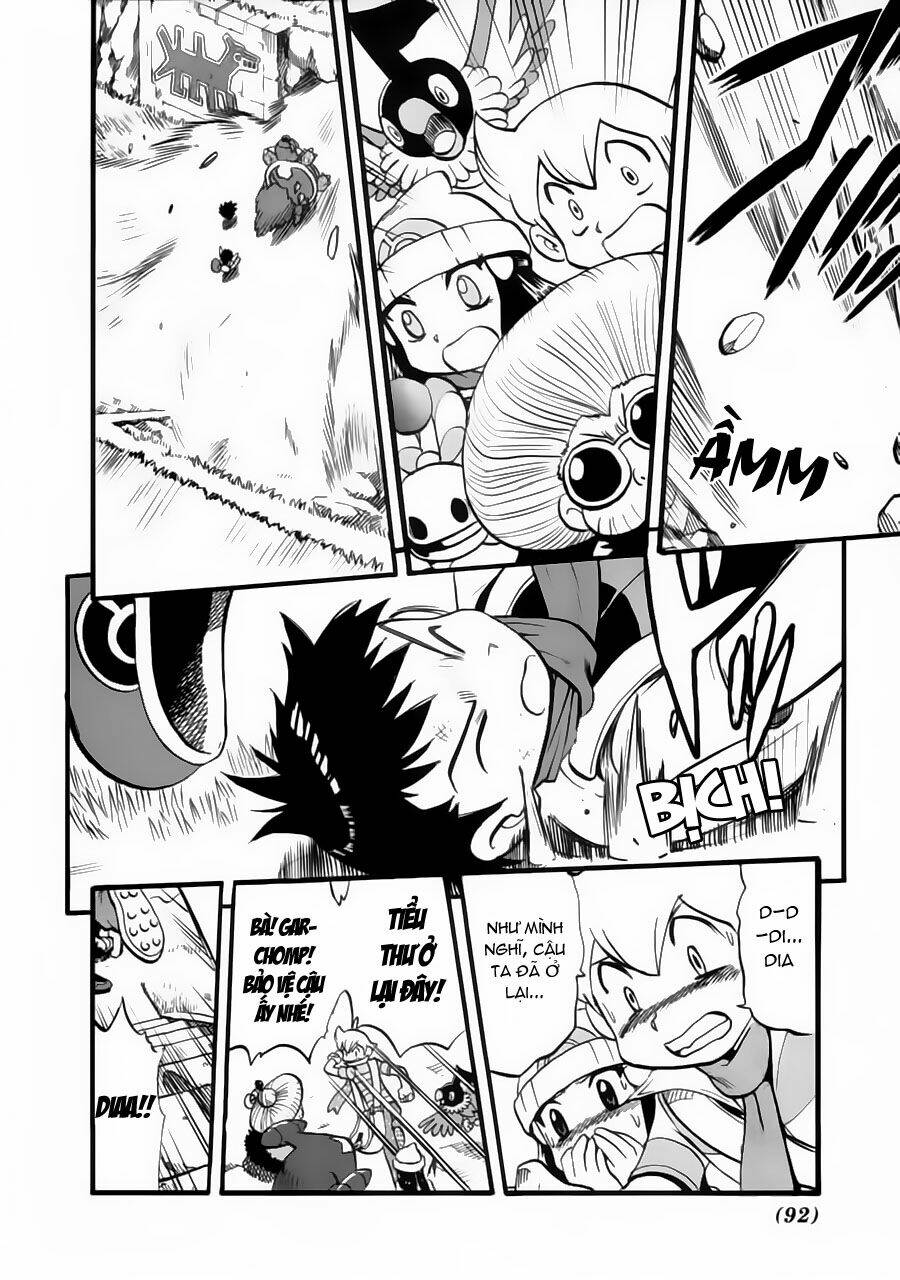 ẦMM
BỊCH!
D-D
-DI...
DIA
NHƯ MÌNH
NGHĨ, CẬU
TA ĐÃ Ở
LẠI...
TIỂU
THƯ Ở
LẠI ĐÂY!
BÀ! GAR-
CHOMP!
BẢO VỆ CẬU
ẤY NHÉ!
DIAA!!
(92)